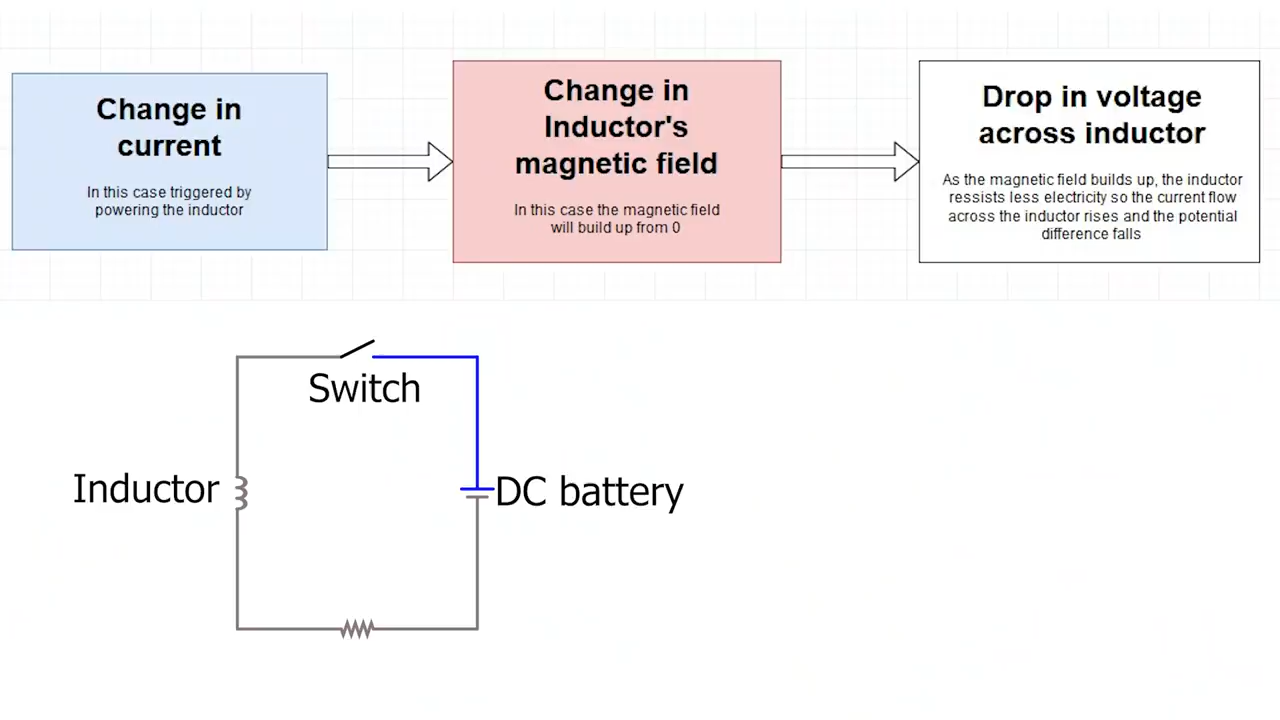 Change in
current
In this case triggered by
powering the inductor
Change in
Inductor's
magnetic field
In this case the magnetic field
will build up from 0
Drop in voltage
across inductor
As the magnetic field builds up, the inductor
ressists less electricity so the current flow
across the inductor rises and the potential
difference falls
Switch
Inductor
DC battery